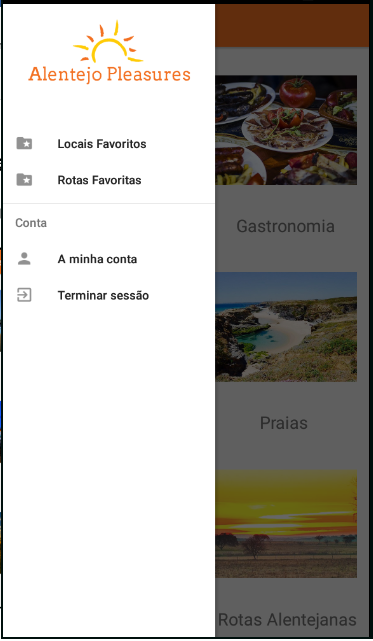 Alentejo Pleasures
Locais Favoritos
Rotas Favoritas
Conta
A minha conta
Terminar sessão
Gastronomia
Praias
Rotas Alentejanas